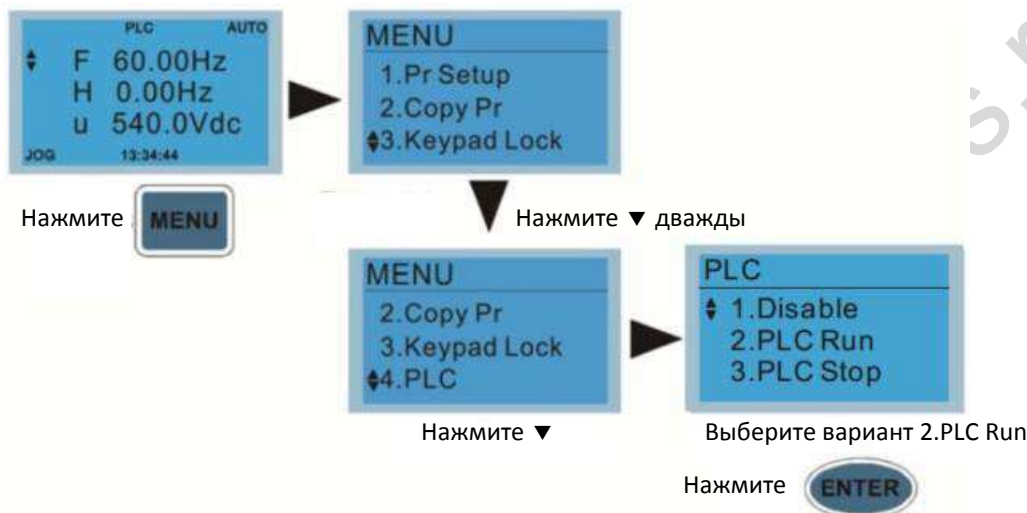 PLC AUTO
F 60.00Hz
H 0.00Hz
u 540.0Vdc
JOG 13:34:44
MENU
1.Pr Setup
2.Copy Pr
3.Keypad Lock
Нажмите MENU
Нажмите ▼ дважды
MENU
2.Copy Pr
3.Keypad Lock
4.PLC
PLC
1.Disable
2.PLC Run
3.PLC Stop
Нажмите ▼
Выберите вариант 2.PLC Run
Нажмите ENTER